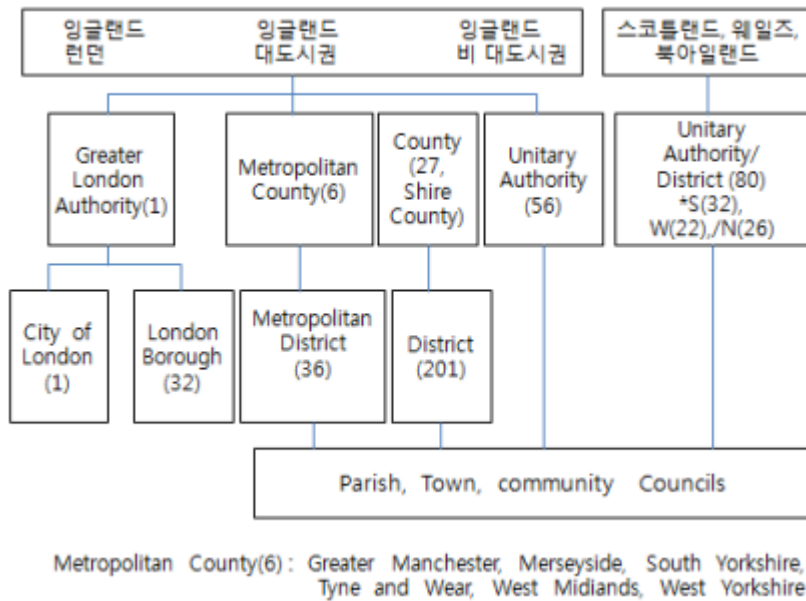 잉글랜드
런던
잉글랜드
대도시권
잉글랜드
비 대도시권
스코틀랜드, 웨일즈,
북아일랜드
Greater
London
Authority(1)
Metropolitan
County(6)
County
(27,
Shire
County)
Unitary
Authority
(56)
Unitary
Authority/
District (80)
*S(32),
W(22),/N(26)
City of
London
(1)
London
Borough
(32)
Metropolitan
District
(36)
District
(201)
Parish, Town, community Councils
Metropolitan County(6) : Greater Manchester, Merseyside, South Yorkshire,
Tyne and Wear, West Midlands, West Yorkshire